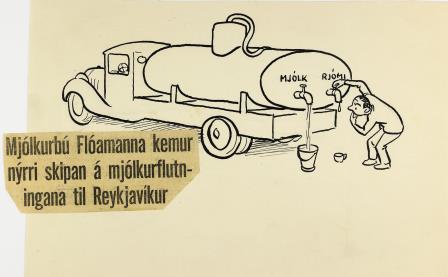 MJÓLK RJÓMI
Mjólkurbú Flóamanna kemur
nýrri skipan á mjólkurflutn-
ingana til Reykjavíkur